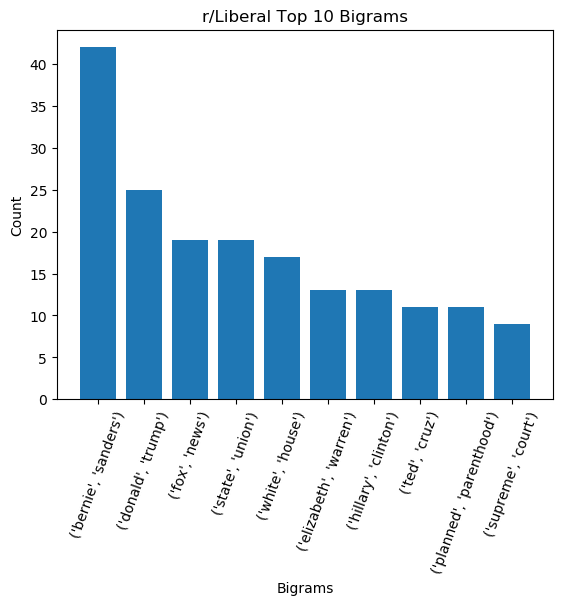 r/Liberal Top 10 Bigrams
Count
40
35
30
25
20
15
10
5
0
('bernie', 'sanders')
('donald', 'trump')
('fox', 'news')
('state', 'union')
('white', 'house')
('elizabeth', 'warren')
('hillary', 'clinton')
('ted', 'cruz')
('planned', 'parenthood')
('supreme', 'court')
Bigrams